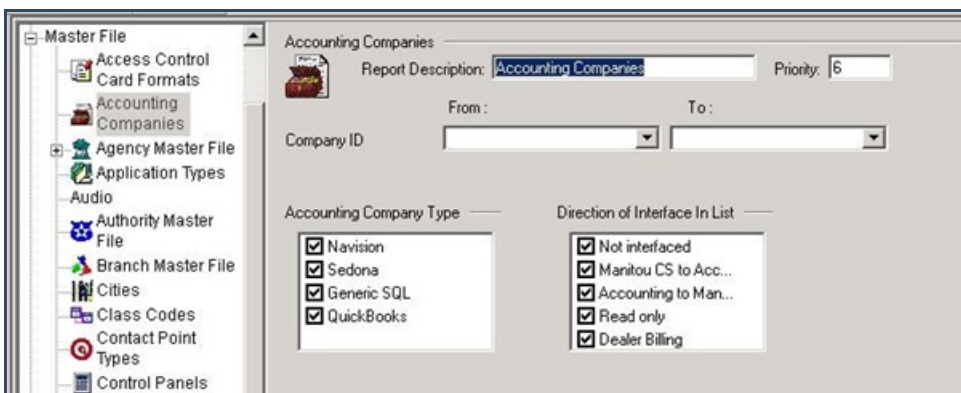 Master File
Access Control
Card Formats
Accounting
Companies
Agency Master File
Application Types
Audio
Authority Master
File
Branch Master File
Cities
Class Codes
Contact Point
Types
Control Panels
Accounting Companies
Report Description: Accounting Companies Priority: 6
From : To :
Company ID
Accounting Company Type Direction of Interface In List
Navision Not interfaced
Sedona Manitou CS to Acc...
Generic SQL Accounting to Man...
QuickBooks Read only
Dealer Billing